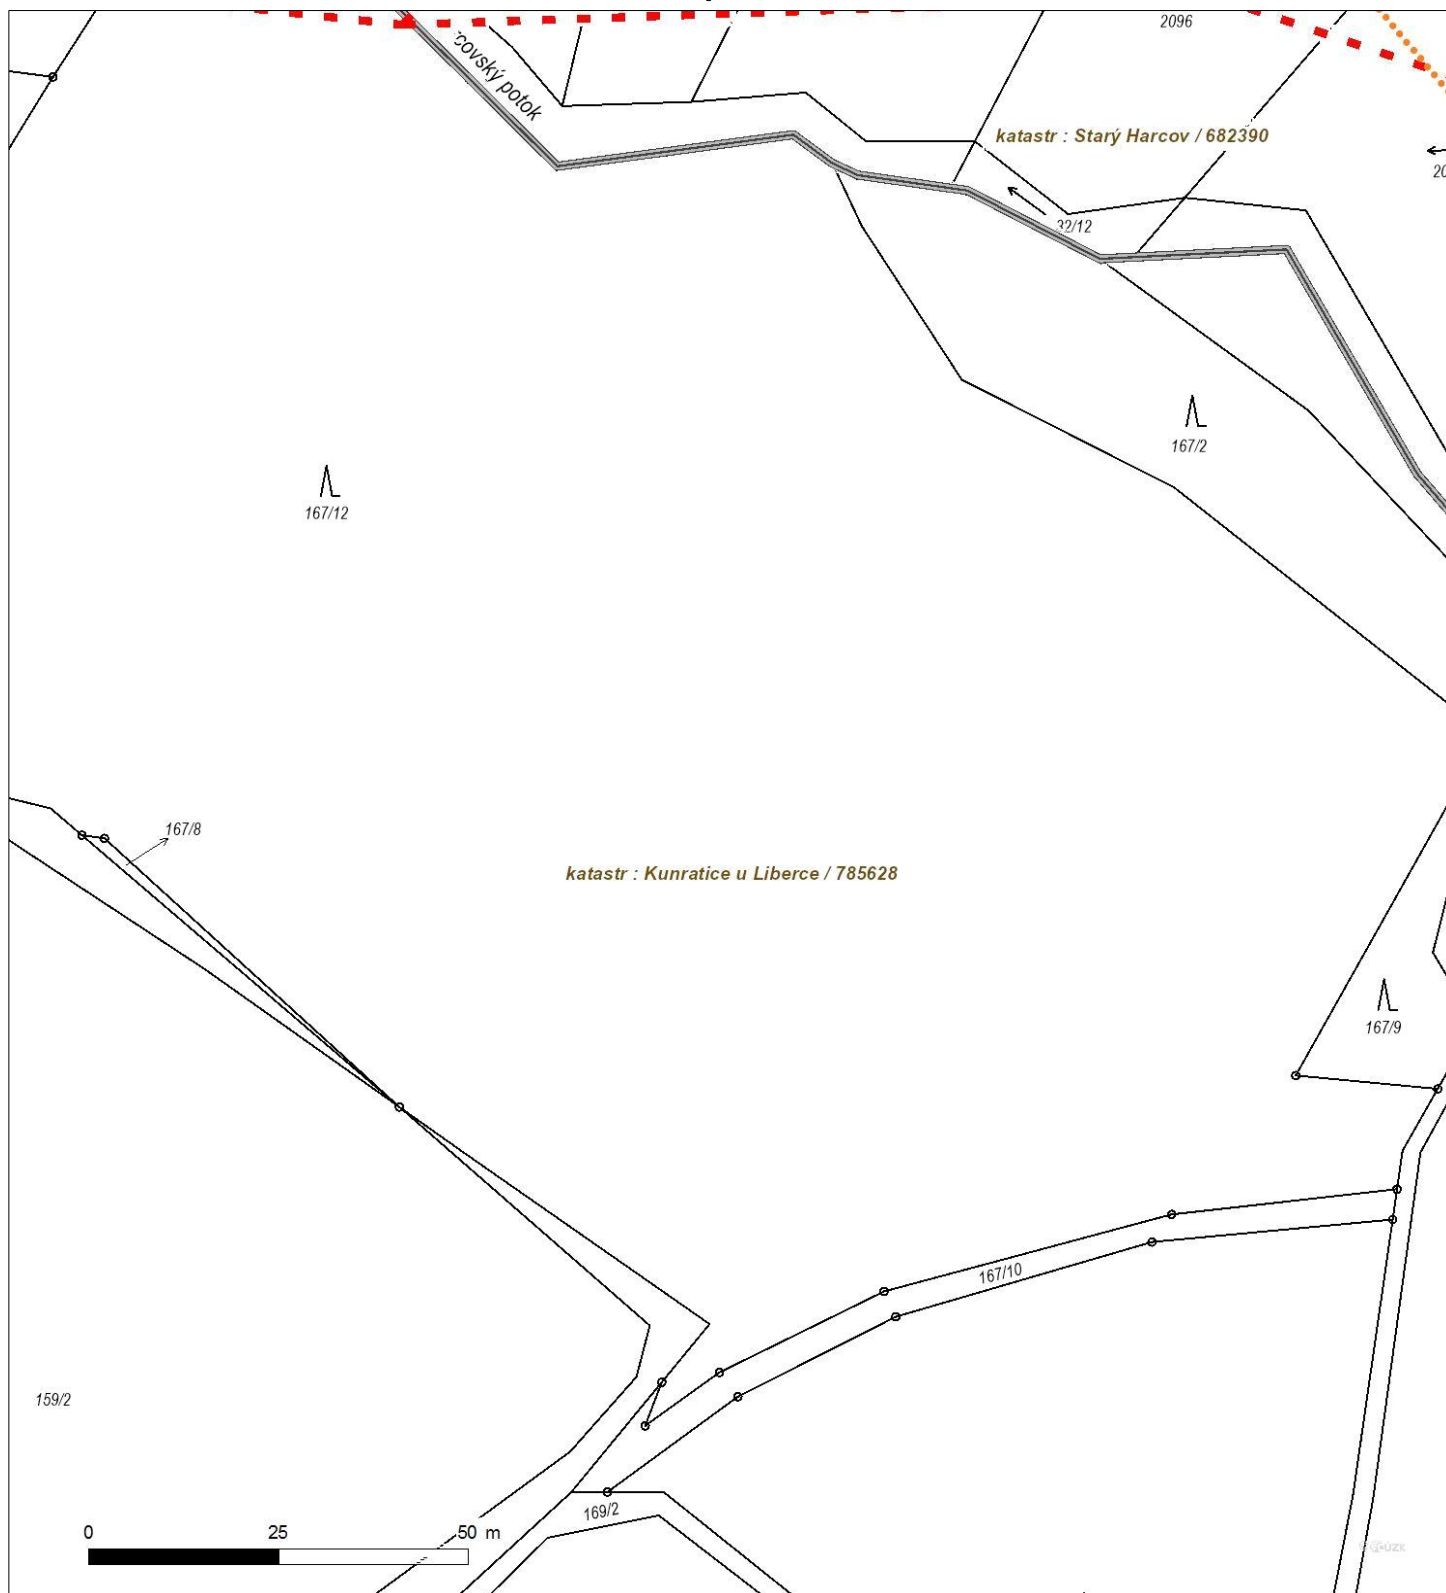 2096
covský potok
katastr : Starý Harcov / 682390
20
32/12
167/2
167/12
167/8
katastr : Kunratice u Liberce / 785628
167/9
167/10
159/2
169/2
0 25 50 m